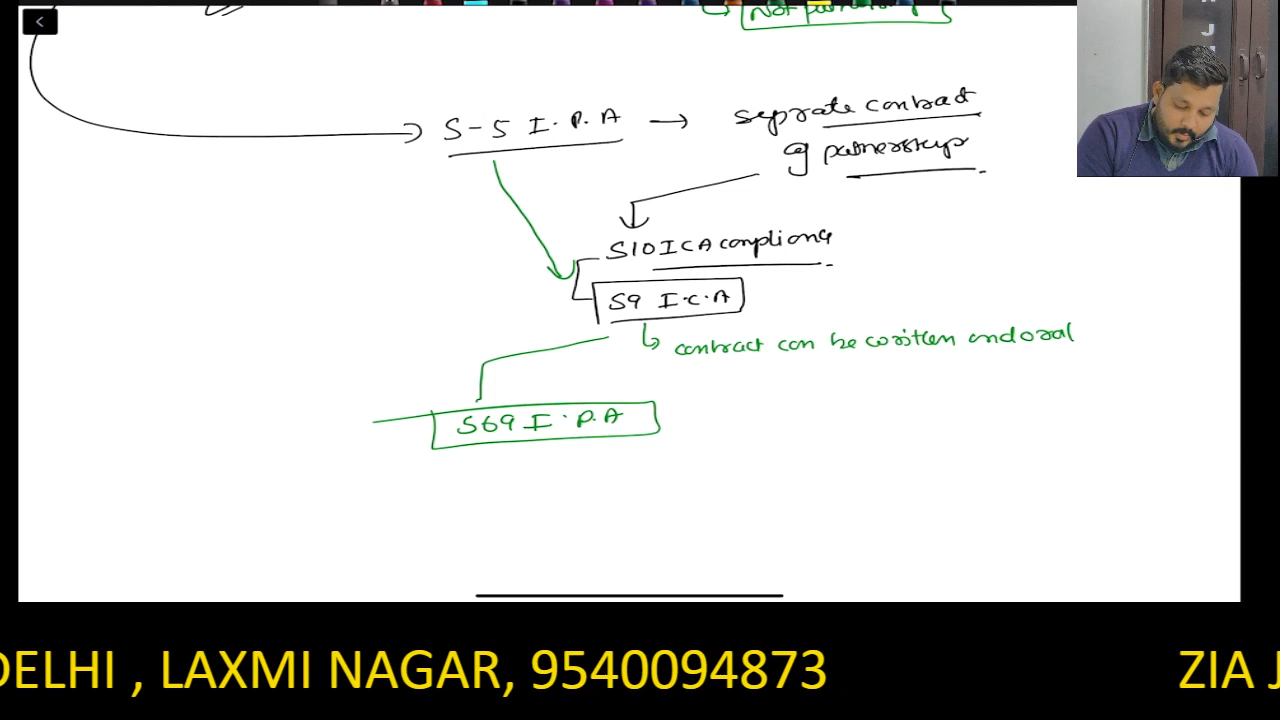 Not
S-5 I.P.A → seprate contract
of partnership
S10 ICA compliance
S9 I.C.A
contract can be written and oral
S69 I.P.A
DELHI , LAXMI NAGAR, 9540094873
ZIA J